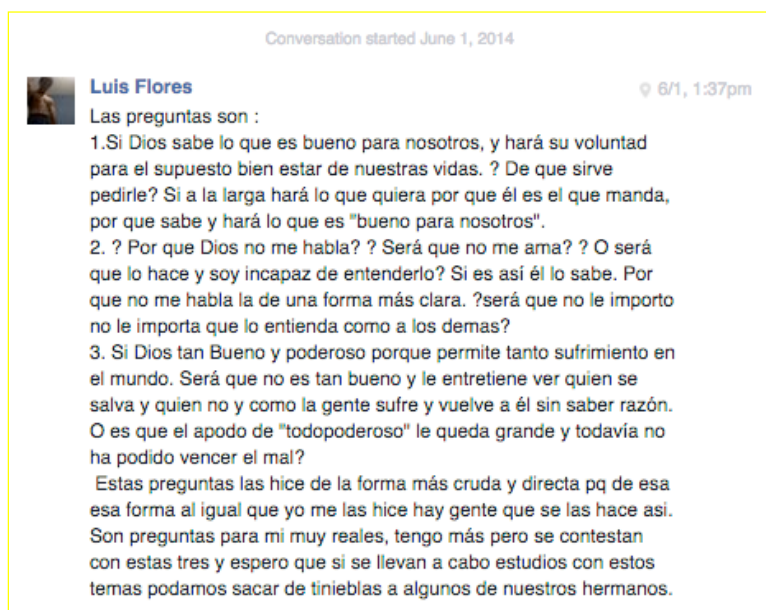 Conversation started June 1, 2014
Luis Flores
6/1, 1:37pm
Las preguntas son :
1.Si Dios sabe lo que es bueno para nosotros, y hará su voluntad
para el supuesto bien estar de nuestras vidas. ? De que sirve
pedirle? Si a la larga hará lo que quiera por que él es el que manda,
por que sabe y hará lo que es "bueno para nosotros".
2. ? Por que Dios no me habla? ? Será que no me ama? ? O será
que lo hace y soy incapaz de entenderlo? Si es así él lo sabe. Por
que no me habla la de una forma más clara. ?será que no le importo
no le importa que lo entienda como a los demas?
3. Si Dios tan Bueno y poderoso porque permite tanto sufrimiento en
el mundo. Será que no es tan bueno y le entretiene ver quien se
salva y quien no y como la gente sufre y vuelve a él sin saber razón.
O es que el apodo de "todopoderoso" le queda grande y todavía no
ha podido vencer el mal?
Estas preguntas las hice de la forma más cruda y directa pq de esa
esa forma al igual que yo me las hice hay gente que se las hace asi.
Son preguntas para mi muy reales, tengo más pero se contestan
con estas tres y espero que si se llevan a cabo estudios con estos
temas podamos sacar de tinieblas a algunos de nuestros hermanos.